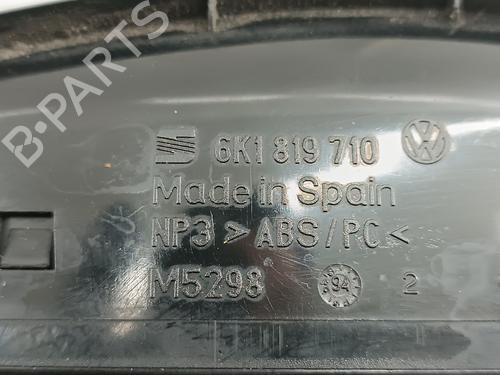 6K1 819 710
Made in Spain
NP3 > ABS/PC <
M5298 94 2
B-PARTS